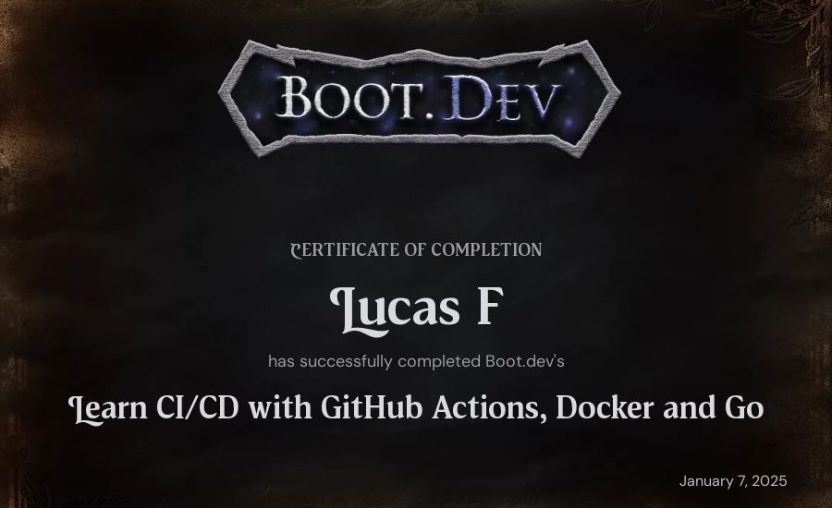 BOOT.DEV
CERTIFICATE OF COMPLETION
Lucas F
has successfully completed Boot.dev's
Learn CI/CD with GitHub Actions, Docker and Go
January 7, 2025